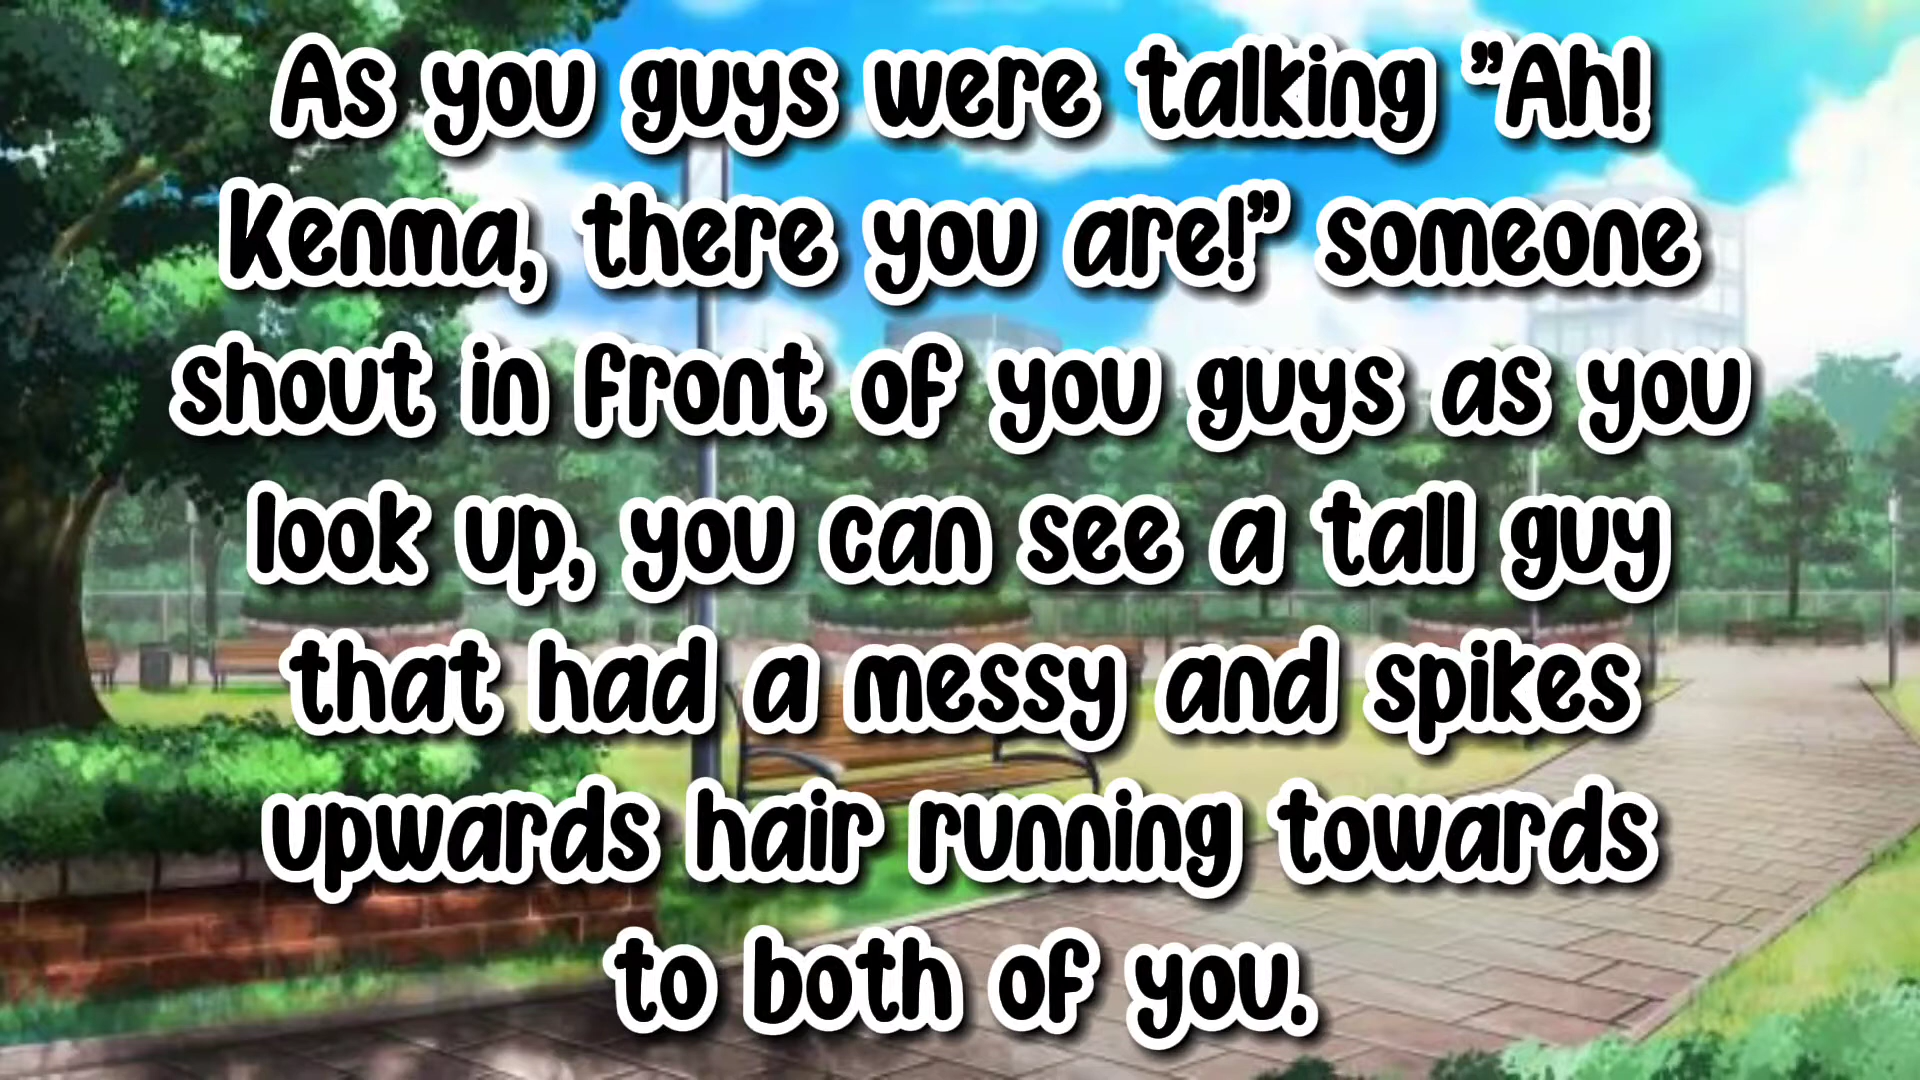 As you guys were talking ”Ah!
Kenma, there you are!” someone
shout in front of you guys as you
look up, you can see a tall guy
that had a messy and spikes
upwards hair running towards
to both of you.